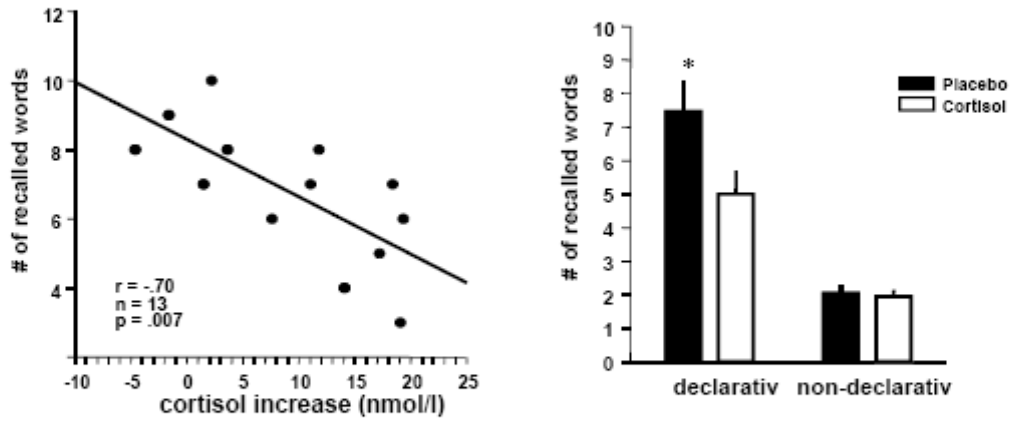 # of recalled words
12
10
8
6
4
r = -.70
n = 13
p = .007
-10 -5 0 5 10 15 20 25
cortisol increase (nmol/l)
# of recalled words
10
9
8
7
6
5
4
3
2
1
0
*
Placebo
Cortisol
declarativ non-declarativ